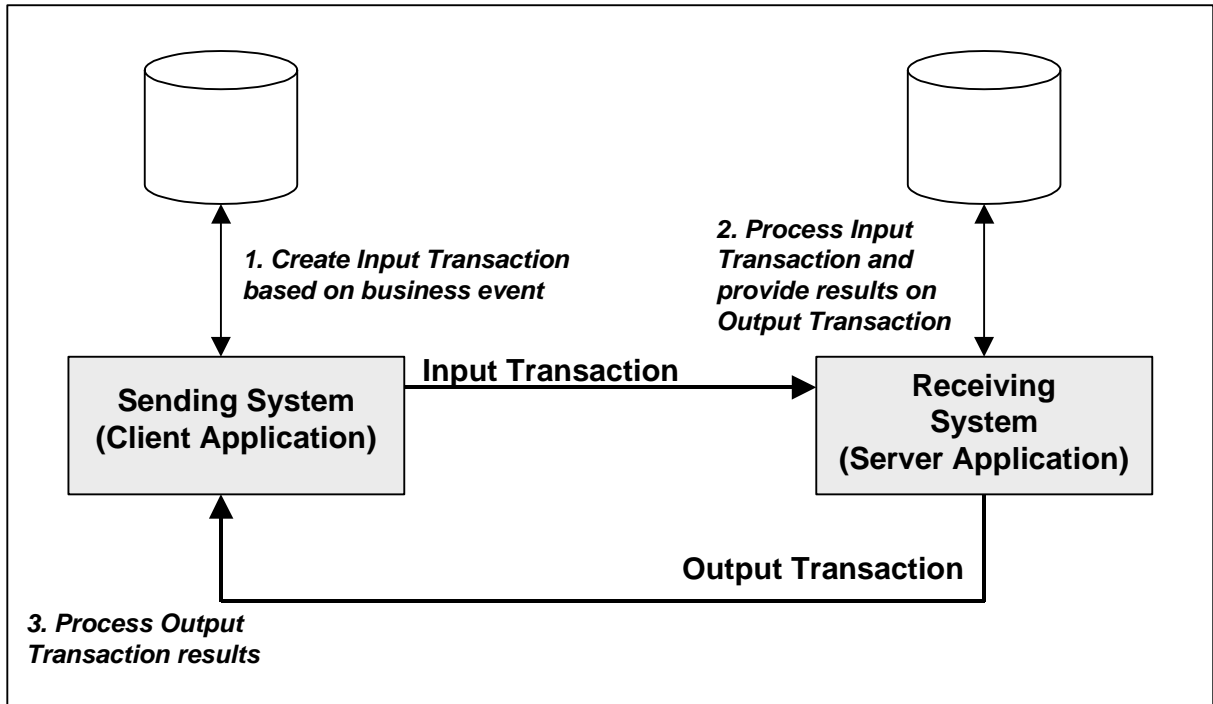 1. Create Input Transaction
based on business event
2. Process Input
Transaction and
provide results on
Output Transaction
Input Transaction
Sending System
(Client Application)
Receiving
System
(Server Application)
Output Transaction
3. Process Output
Transaction results